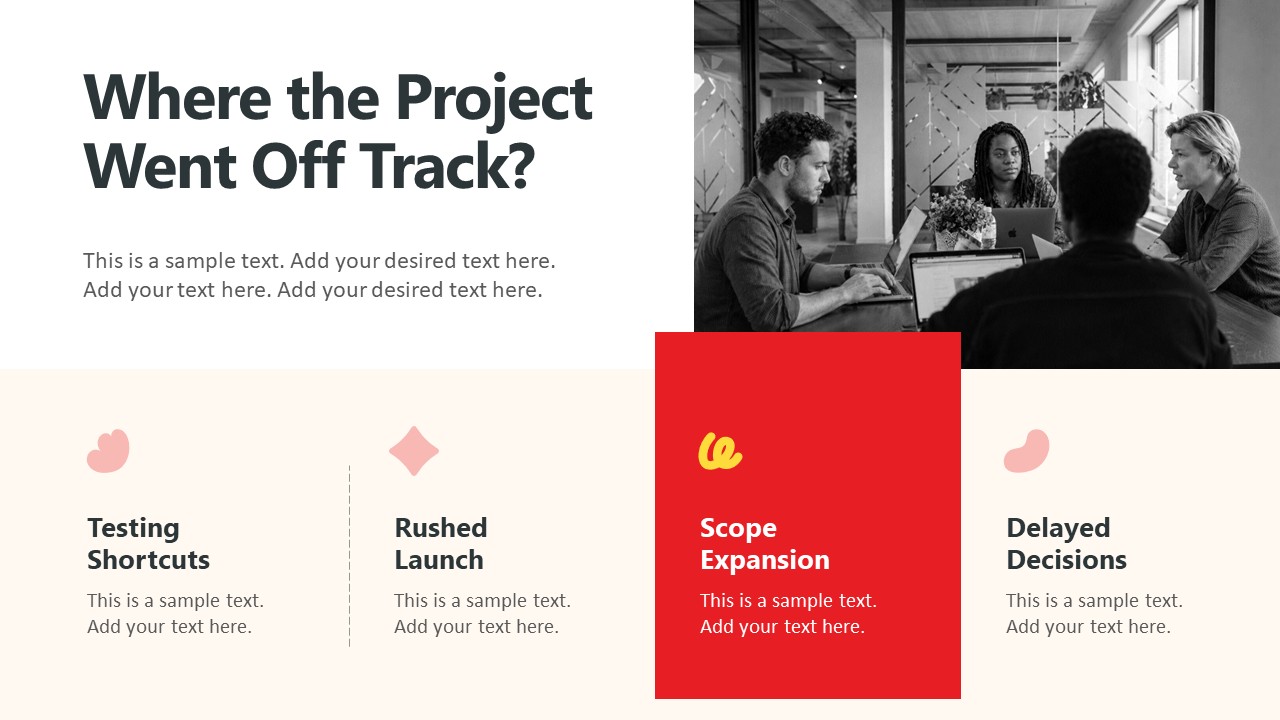 Where the Project
Went Off Track?
This is a sample text. Add your desired text here.
Add your text here. Add your desired text here.
Testing
Shortcuts
This is a sample text.
Add your text here.
Rushed
Launch
This is a sample text.
Add your text here.
Scope
Expansion
This is a sample text.
Add your text here.
Delayed
Decisions
This is a sample text.
Add your text here.